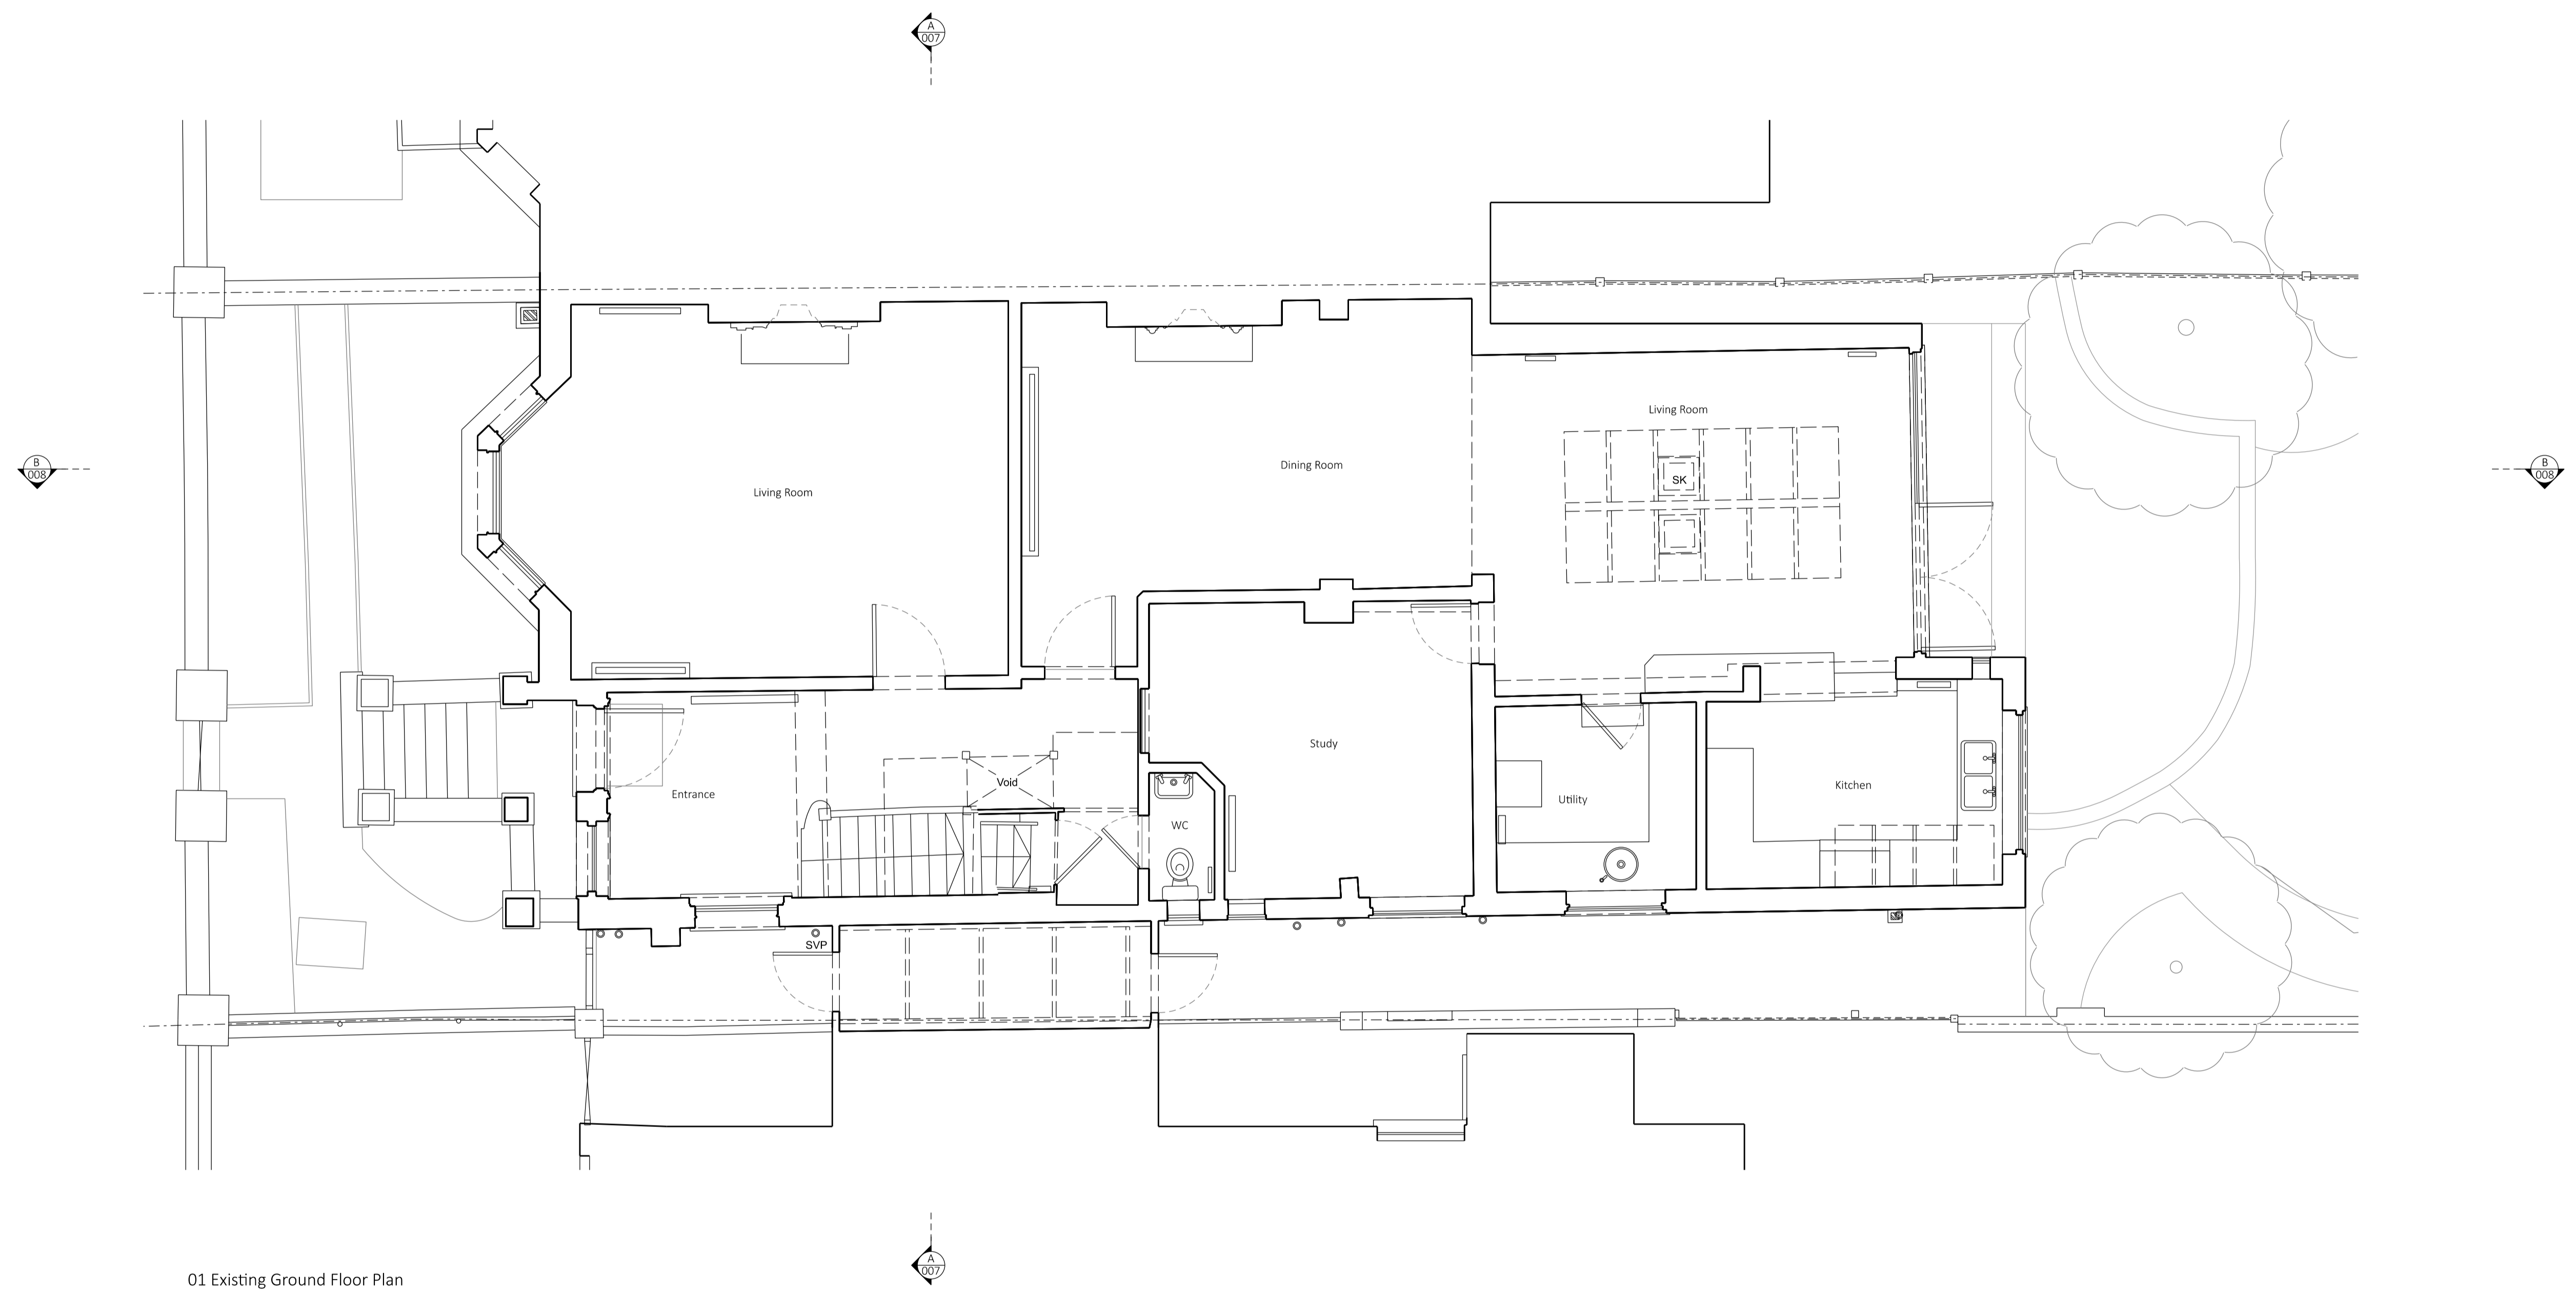 A
007
Living Room
Dining Room
Living Room
SK
B
008
B
008
Study
Void
Entrance
Utility
Kitchen
WC
SVP
A
007
01 Existing Ground Floor Plan